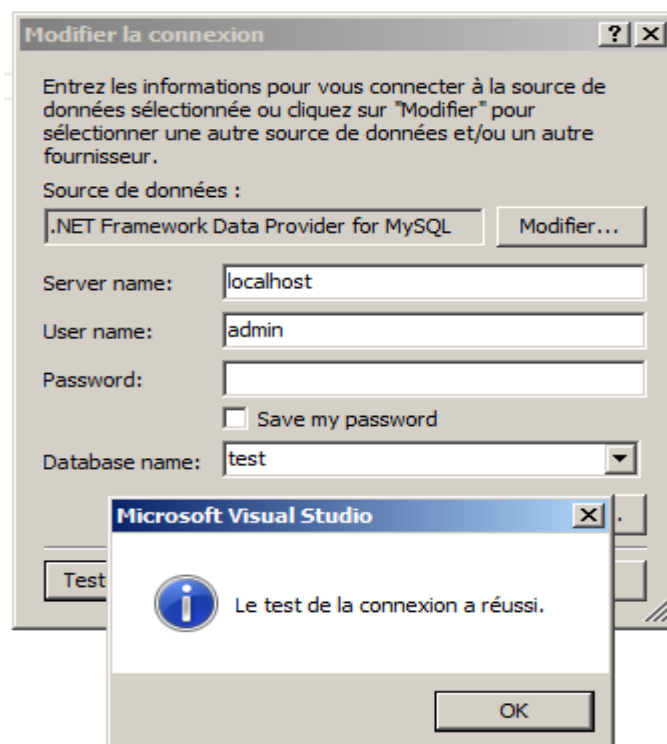 Modifier la connexion
Entrez les informations pour vous connecter à la source de
données sélectionnée ou cliquez sur "Modifier" pour
sélectionner une autre source de données et/ou un autre
fournisseur.
Source de données :
.NET Framework Data Provider for MySQL Modifier...
Server name: localhost
User name: admin
Password:
Save my password
Database name: test
Microsoft Visual Studio
Test
Le test de la connexion a réussi.
OK